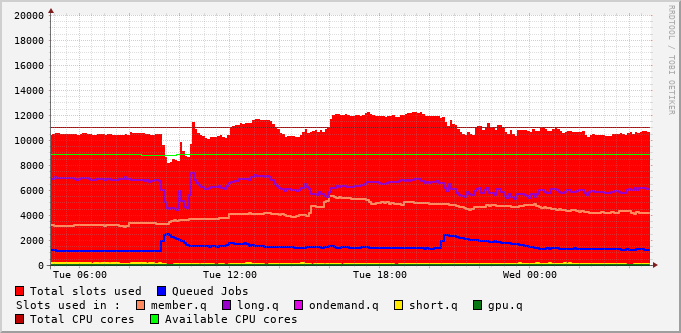 20000
18000
16000
14000
12000
10000
8000
6000
4000
2000
0
Tue 06:00 Tue 12:00 Tue 18:00 Wed 00:00
RRDTOOL / TOBI OETIKER
Total slots used Queued Jobs
Slots used in : member.q long.q ondemand.q short.q gpu.q
Total CPU cores Available CPU cores